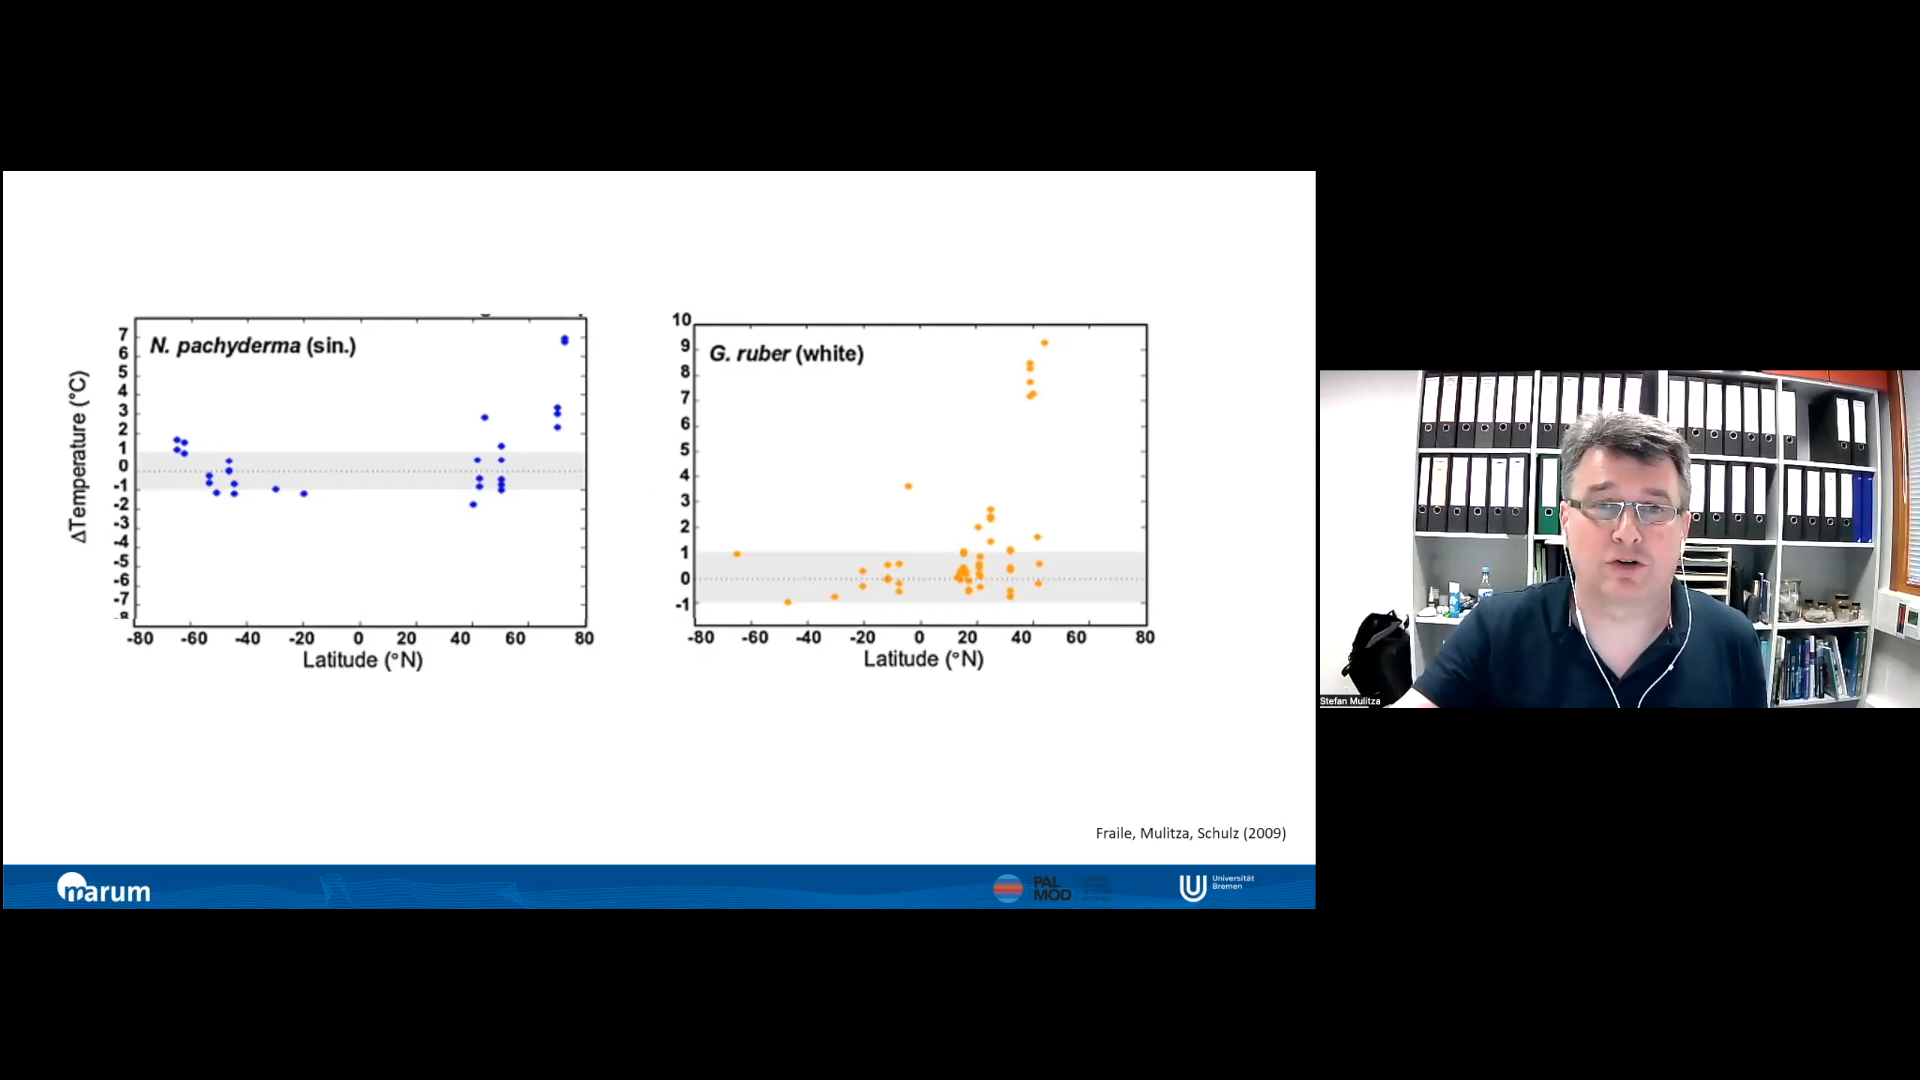 N. pachyderma (sin.)
ΔTemperature (°C)
7
6
5
4
3
2
1
0
-1
-2
-3
-4
-5
-6
-7
-8
-80 -60 -40 -20 0 20 40 60 80
Latitude (°N)
G. ruber (white)
10
9
8
7
6
5
4
3
2
1
0
-1
-80 -60 -40 -20 0 20 40 60 80
Latitude (°N)
Fraile, Mulitza, Schulz (2009)
marum
PAL
MOD
Universität
Bremen
Stefan Mulitza